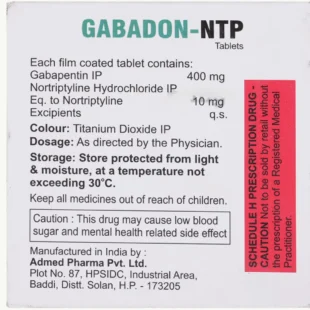 GABADON-NTP
Tablets
Each film coated tablet contains:
Gabapentin IP 400 mg
Nortriptyline Hydrochloride IP
Eq. to Nortriptyline 10 mg
Excipients q.s.
Colour: Titanium Dioxide IP
Dosage: As directed by the Physician.
Storage: Store protected from light
& moisture, at a temperature not
exceeding 30°C.
Keep all medicines out of reach of children.
Caution : This drug may cause low blood
sugar and mental health related side effect
Manufactured in India by :
Admed Pharma Pvt. Ltd.
Plot No. 87, HPSIDC, Industrial Area,
Baddi, Distt. Solan, H.P. - 173205
SCHEDULE H PRESCRIPTION DRUG -
CAUTION Not to be sold by retail without
the prescription of a Registered Medical
Practitioner.